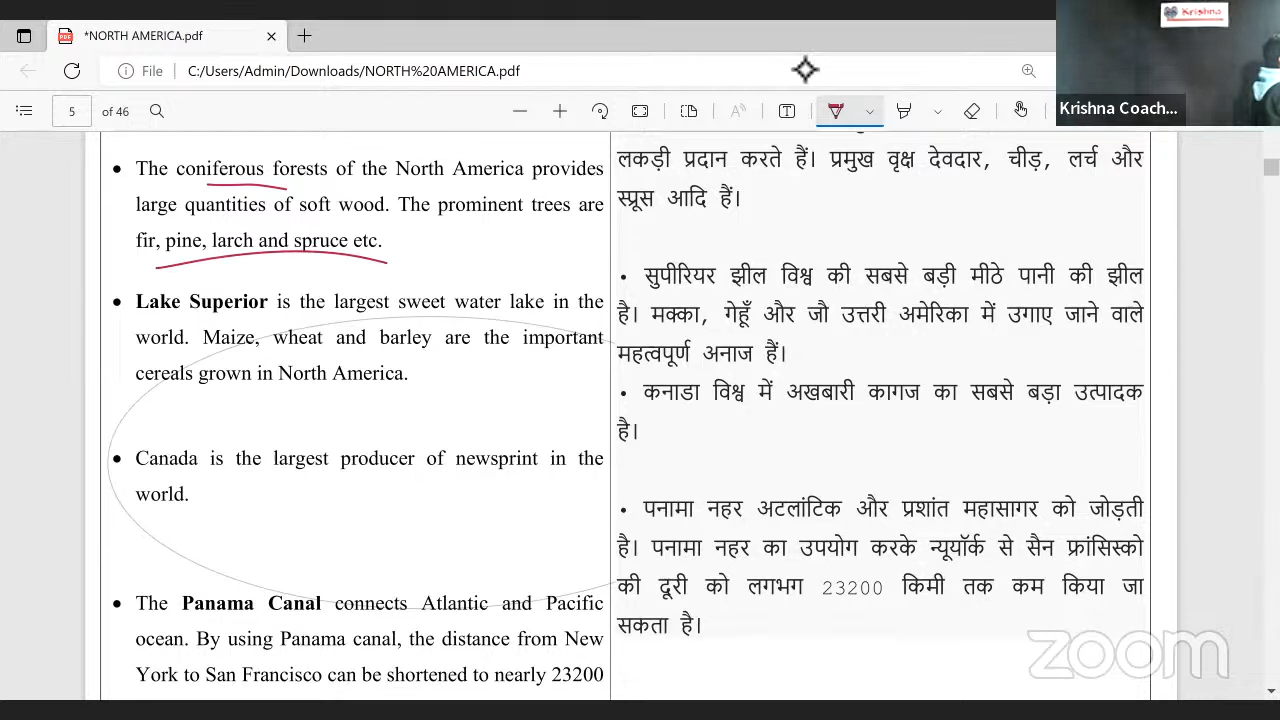 *NORTH AMERICA.pdf
File
C:/Users/Admin/Downloads/NORTH%20AMERICA.pdf
5
of 46
Krishna
Krishna Coach...
• The coniferous forests of the North America provides
large quantities of soft wood. The prominent trees are
fir, pine, larch and spruce etc.
• Lake Superior is the largest sweet water lake in the
world. Maize, wheat and barley are the important
cereals grown in North America.
• Canada is the largest producer of newsprint in the
world.
• The Panama Canal connects Atlantic and Pacific
ocean. By using Panama canal, the distance from New
York to San Francisco can be shortened to nearly 23200
लकड़ी प्रदान करते हैं। प्रमुख वृक्ष देवदार, चीड़, लर्च और
स्प्रूस आदि हैं।
• सुपीरियर झील विश्व की सबसे बड़ी मीठे पानी की झील
है। मक्का, गेहूँ और जौ उत्तरी अमेरिका में उगाए जाने वाले
महत्वपूर्ण अनाज हैं।
• कनाडा विश्व में अखबारी कागज का सबसे बड़ा उत्पादक
है।
• पनामा नहर अटलांटिक और प्रशांत महासागर को जोड़ती
है। पनामा नहर का उपयोग करके न्यूयॉर्क से सैन फ्रांसिस्को
की दूरी को लगभग 23200 किमी तक कम किया जा
सकता है।
zoom